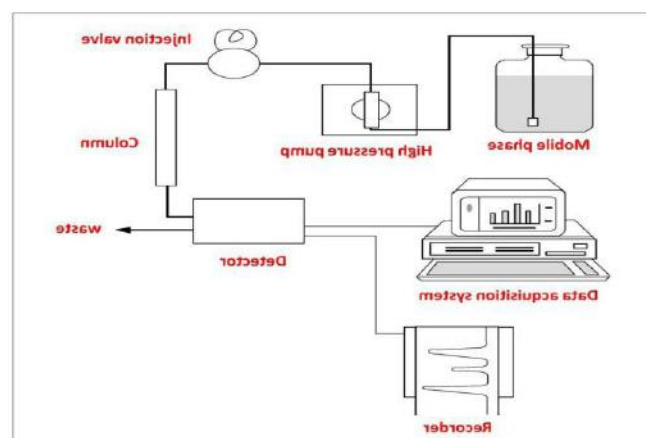 Injection valve
Mobile phase
High pressure pump
Column
waste
Detector
Data acquisition system
Recorder